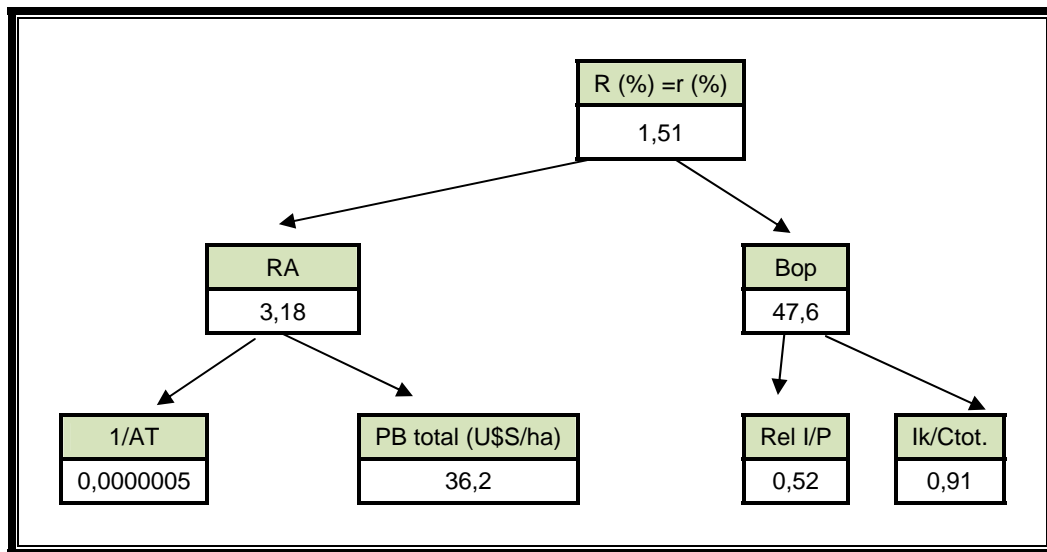 R (%) =r (%)
1,51
RA
3,18
Bop
47,6
1/AT
0,0000005
PB total (U$S/ha)
36,2
Rel I/P
0,52
Ik/Ctot.
0,91